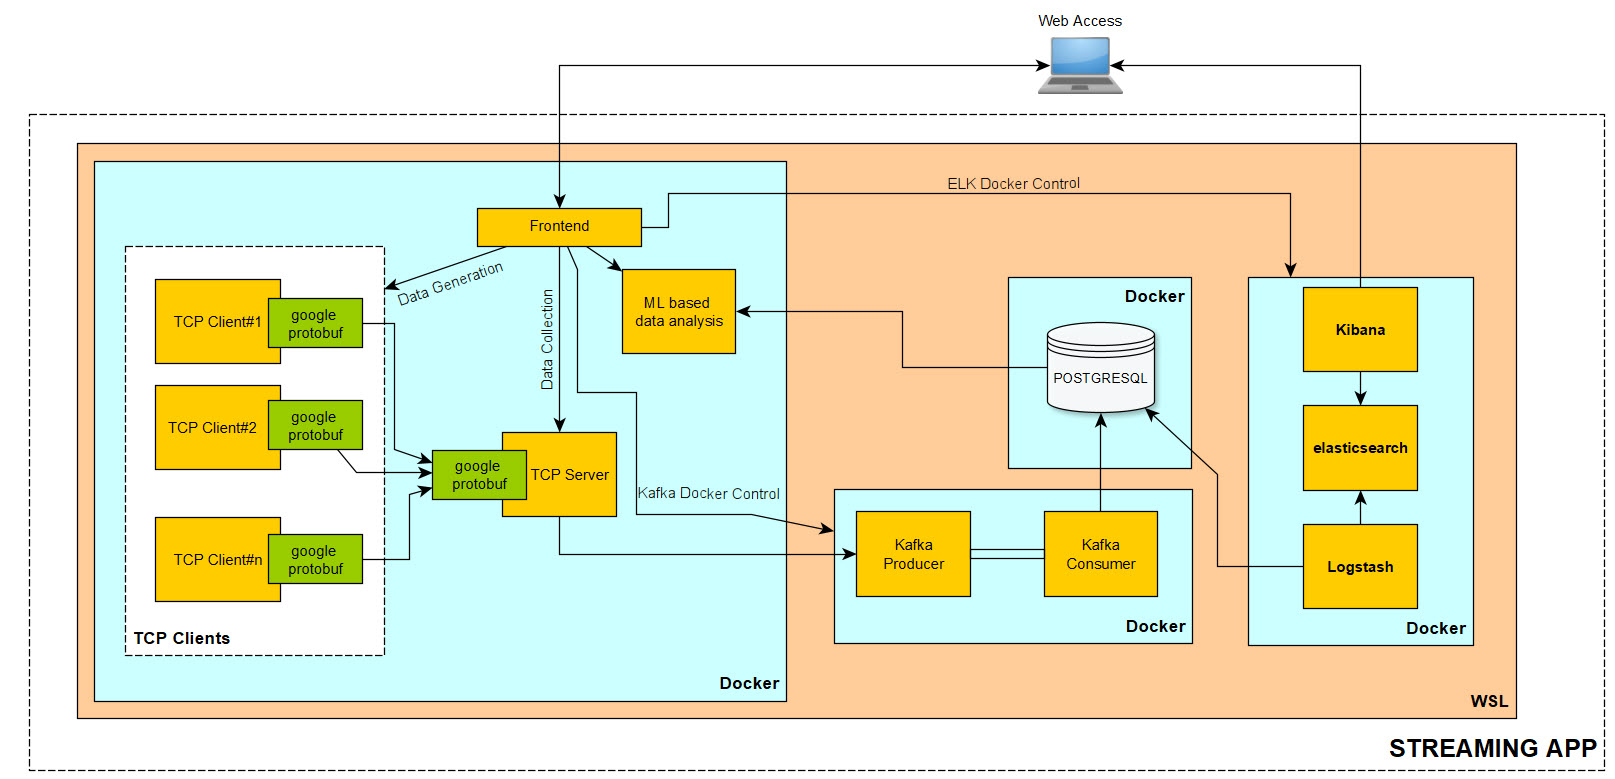 Web Access
ELK Docker Control
Frontend
Data Generation
Data Collection
ML based
data analysis
Docker
TCP Client#1
google
protobuf
Kibana
POSTGRESQL
TCP Client#2
google
protobuf
elasticsearch
google
protobuf
TCP Server
Kafka Docker Control
TCP Client#n
google
protobuf
Kafka
Producer
Kafka
Consumer
Logstash
TCP Clients
Docker
Docker
Docker
WSL
STREAMING APP